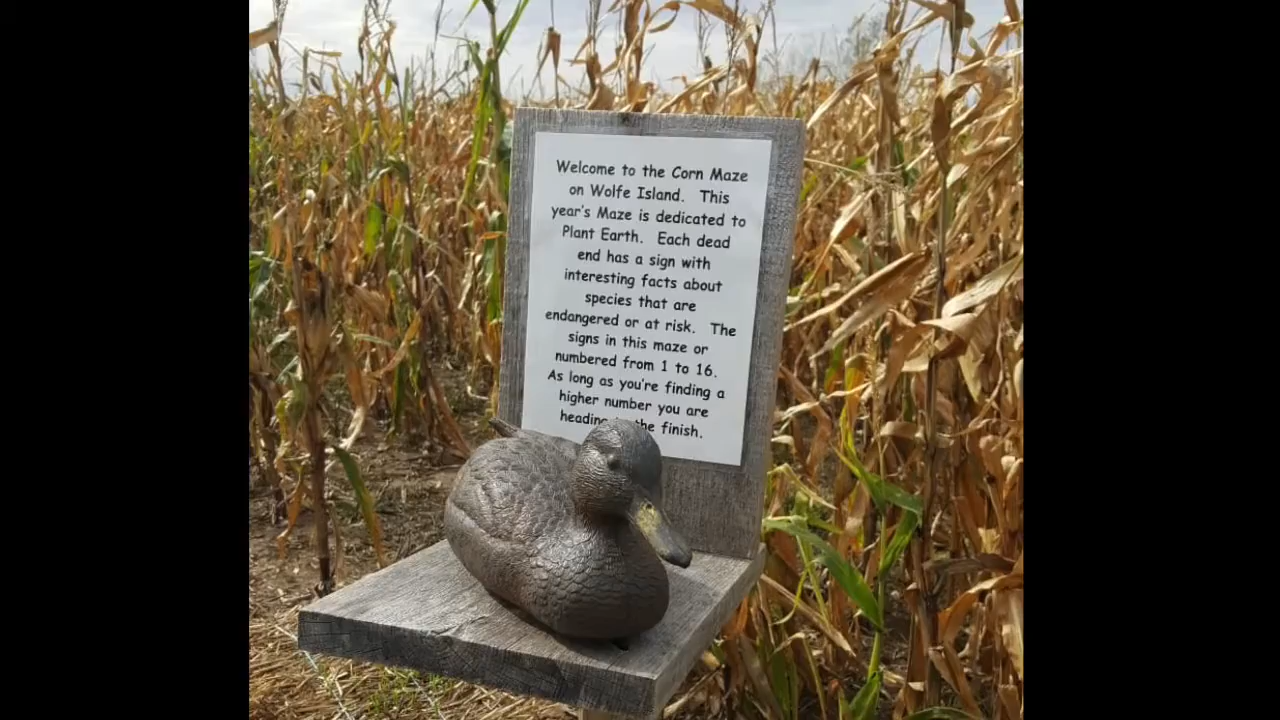 Welcome to the Corn Maze
on Wolfe Island. This
year's Maze is dedicated to
Plant Earth. Each dead
end has a sign with
interesting facts about
species that are
endangered or at risk. The
signs in this maze or
numbered from 1 to 16.
As long as you're finding a
higher number you are
heading the finish.